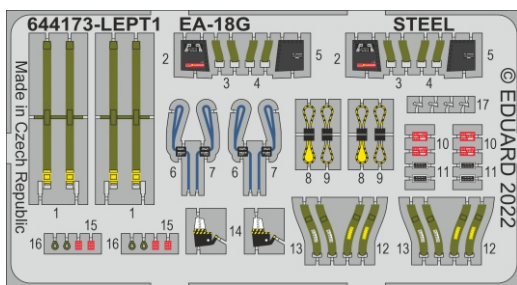 644173-LEPT1 EA-18G STEEL
2 3 4 5 2 3 4 5
Made in Czech Republic
© EDUARD 2022
1 1
6 7 6 7
8 9 8 9
17
10 10
11 11
16 15 16 15
14
13 12 13 12